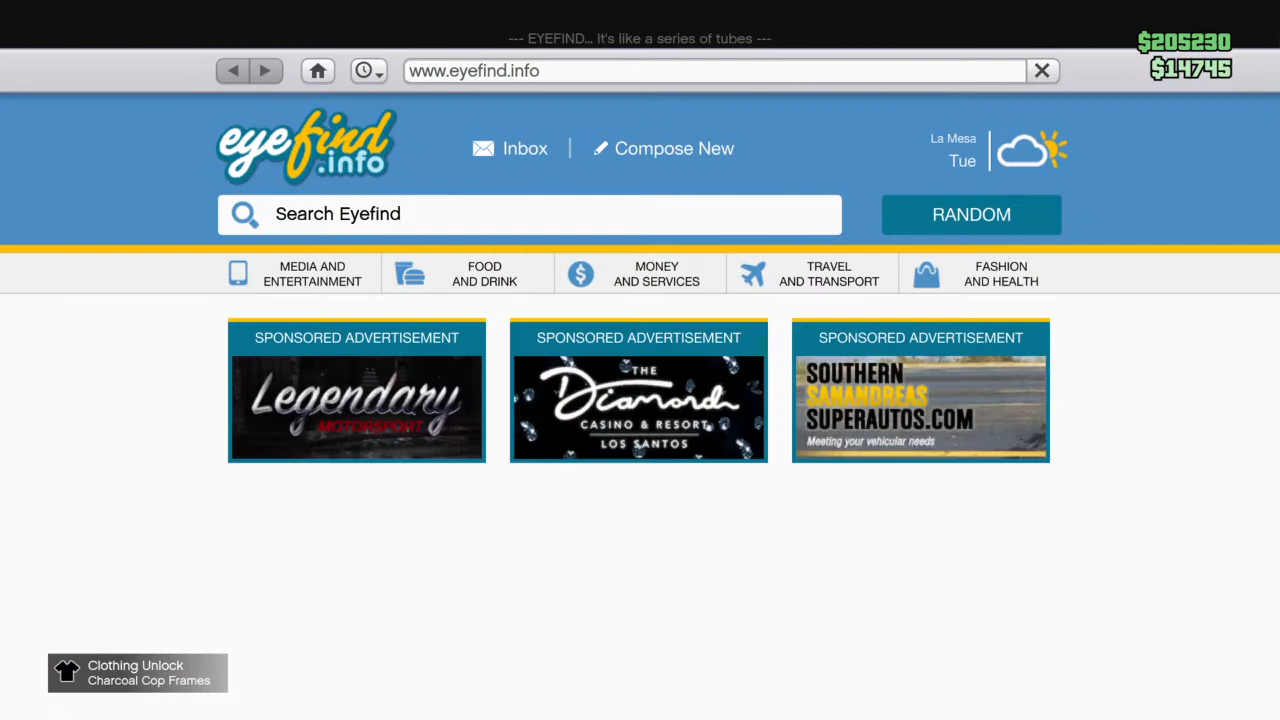 --- EYEFIND... It's like a series of tubes ---
$205230
$14745
www.eyefind.info
eyefind
.info
Inbox
Compose New
La Mesa
Tue
Search Eyefind
RANDOM
MEDIA AND
ENTERTAINMENT
FOOD
AND DRINK
MONEY
AND SERVICES
TRAVEL
AND TRANSPORT
FASHION
AND HEALTH
SPONSORED ADVERTISEMENT
Legendary
MOTORSPORT
SPONSORED ADVERTISEMENT
THE
Diamond
CASINO & RESORT
LOS SANTOS
SPONSORED ADVERTISEMENT
SOUTHERN
SANANDREAS
SUPERAUTOS.COM
Meeting your vehicular needs
Clothing Unlock
Charcoal Cop Frames